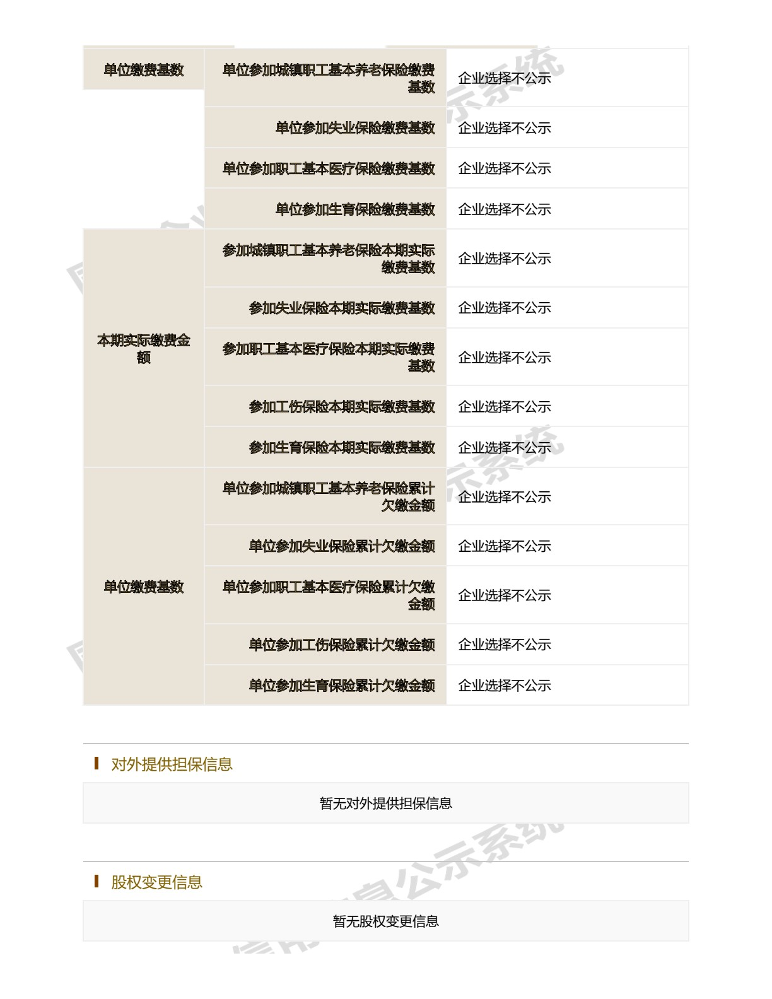 单位缴费基数
单位参加城镇职工基本养老保险缴费
基数
企业选择不公示
单位参加失业保险缴费基数
企业选择不公示
单位参加职工基本医疗保险缴费基数
企业选择不公示
单位参加生育保险缴费基数
企业选择不公示
本期实际缴费金
额
参加城镇职工基本养老保险本期实际
缴费基数
企业选择不公示
参加失业保险本期实际缴费基数
企业选择不公示
参加职工基本医疗保险本期实际缴费
基数
企业选择不公示
参加工伤保险本期实际缴费基数
企业选择不公示
参加生育保险本期实际缴费基数
企业选择不公示
单位缴费基数
单位参加城镇职工基本养老保险累计
欠缴金额
企业选择不公示
单位参加失业保险累计欠缴金额
企业选择不公示
单位参加职工基本医疗保险累计欠缴
金额
企业选择不公示
单位参加工伤保险累计欠缴金额
企业选择不公示
单位参加生育保险累计欠缴金额
企业选择不公示
对外提供担保信息
暂无对外提供担保信息
股权变更信息
暂无股权变更信息
示系统
示系统
信用
息公示系统